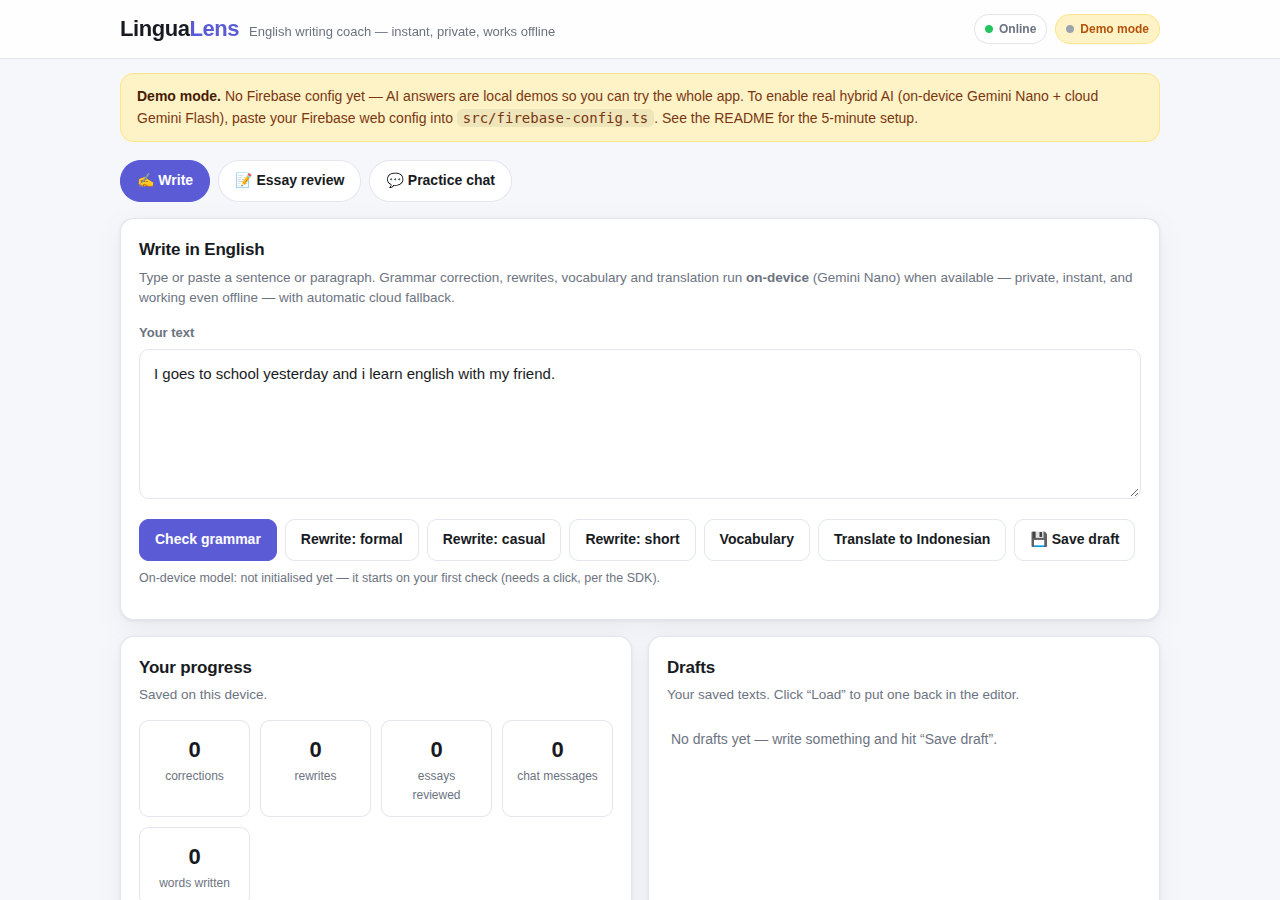 LinguaLens English writing coach — instant, private, works offline
Online
Demo mode
Demo mode. No Firebase config yet — AI answers are local demos so you can try the whole app. To enable real hybrid AI (on-device Gemini Nano + cloud
Gemini Flash), paste your Firebase web config into src/firebase-config.ts. See the README for the 5-minute setup.
✍️ Write
📝 Essay review
💬 Practice chat
Write in English
Type or paste a sentence or paragraph. Grammar correction, rewrites, vocabulary and translation run on-device (Gemini Nano) when available — private, instant, and
working even offline — with automatic cloud fallback.
Your text
I goes to school yesterday and i learn english with my friend.
Check grammar
Rewrite: formal
Rewrite: casual
Rewrite: short
Vocabulary
Translate to Indonesian
💾 Save draft
On-device model: not initialised yet — it starts on your first check (needs a click, per the SDK).
Your progress
Saved on this device.
0
corrections
0
rewrites
0
essays
reviewed
0
chat messages
0
words written
Drafts
Your saved texts. Click “Load” to put one back in the editor.
No drafts yet — write something and hit “Save draft”.